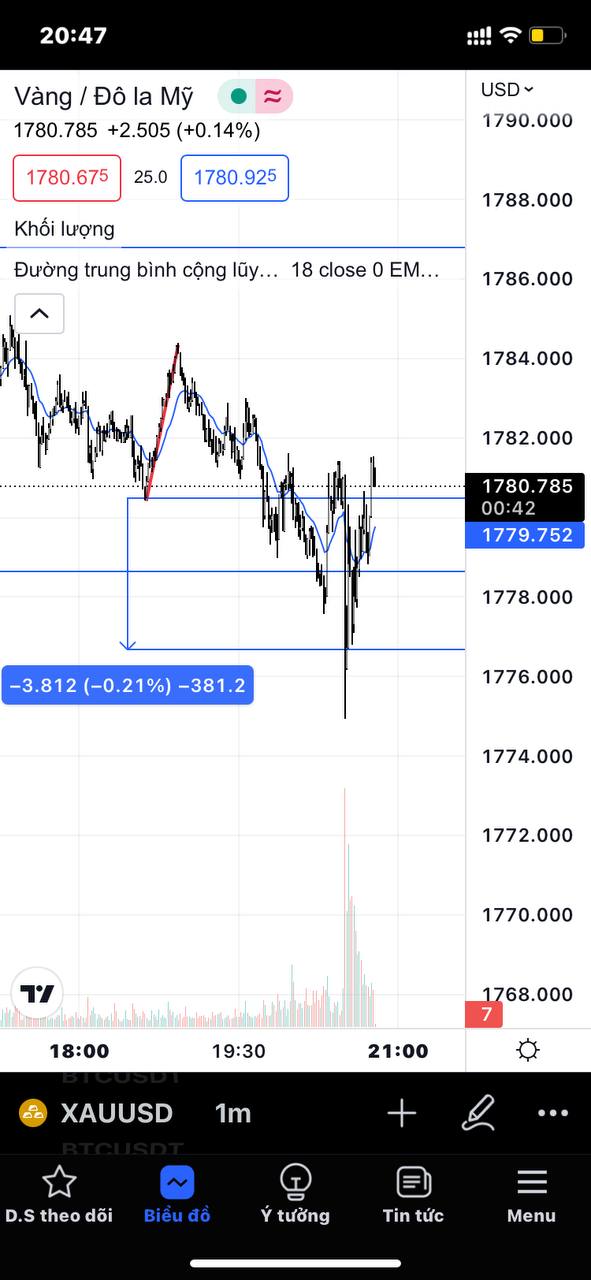 20:47
Vàng / Đô la Mỹ
USD
1790.000
1780.785 +2.505 (+0.14%)
1780.675 25.0 1780.925
1788.000
Khối lượng
Đường trung bình cộng lũy... 18 close 0 EM...
1786.000
1784.000
1782.000
1780.785
00:42
1779.752
1778.000
−3.812 (−0.21%) −381.2
1776.000
1774.000
1772.000
1770.000
1768.000
7
18:00 19:30 21:00
BTCUSDT
XAUUSD 1m
BTCUSDT
D.S theo dõi Biểu đồ Ý tưởng Tin tức Menu